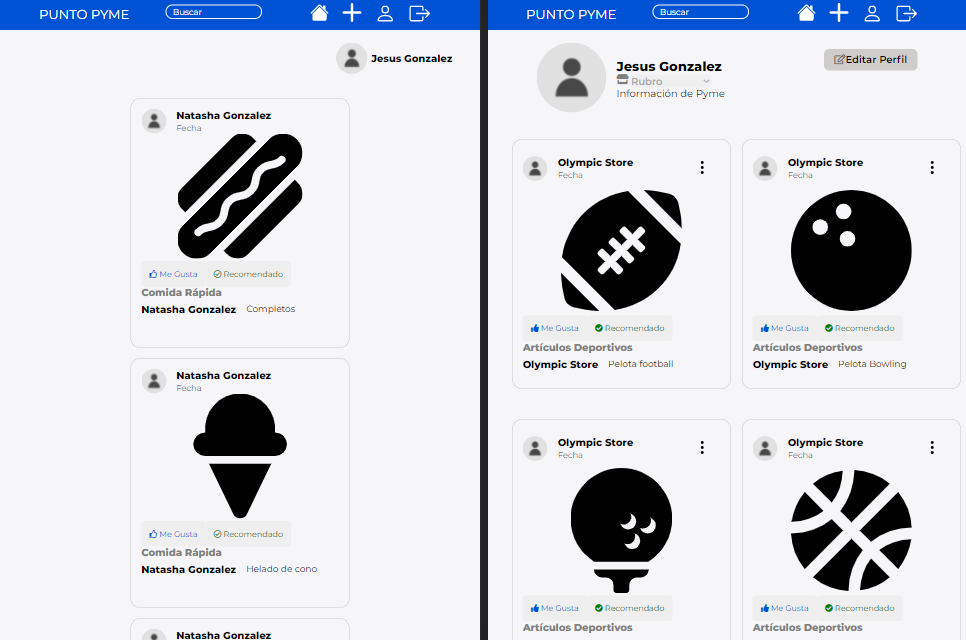 PUNTO PYME
Buscar
Jesus Gonzalez
Natasha Gonzalez
Fecha
Me Gusta
Recomendado
Comida Rápida
Natasha Gonzalez Completos
Natasha Gonzalez
Fecha
Me Gusta
Recomendado
Comida Rápida
Natasha Gonzalez Helado de cono
Natasha Gonzalez
PUNTO PYME
Buscar
Jesus Gonzalez
Rubro
Información de Pyme
Editar Perfil
Olympic Store
Fecha
Me Gusta
Recomendado
Artículos Deportivos
Olympic Store Pelota football
Olympic Store
Fecha
Me Gusta
Recomendado
Artículos Deportivos
Olympic Store Pelota Bowling
Olympic Store
Fecha
Me Gusta
Recomendado
Artículos Deportivos
Olympic Store
Fecha
Me Gusta
Recomendado
Artículos Deportivos